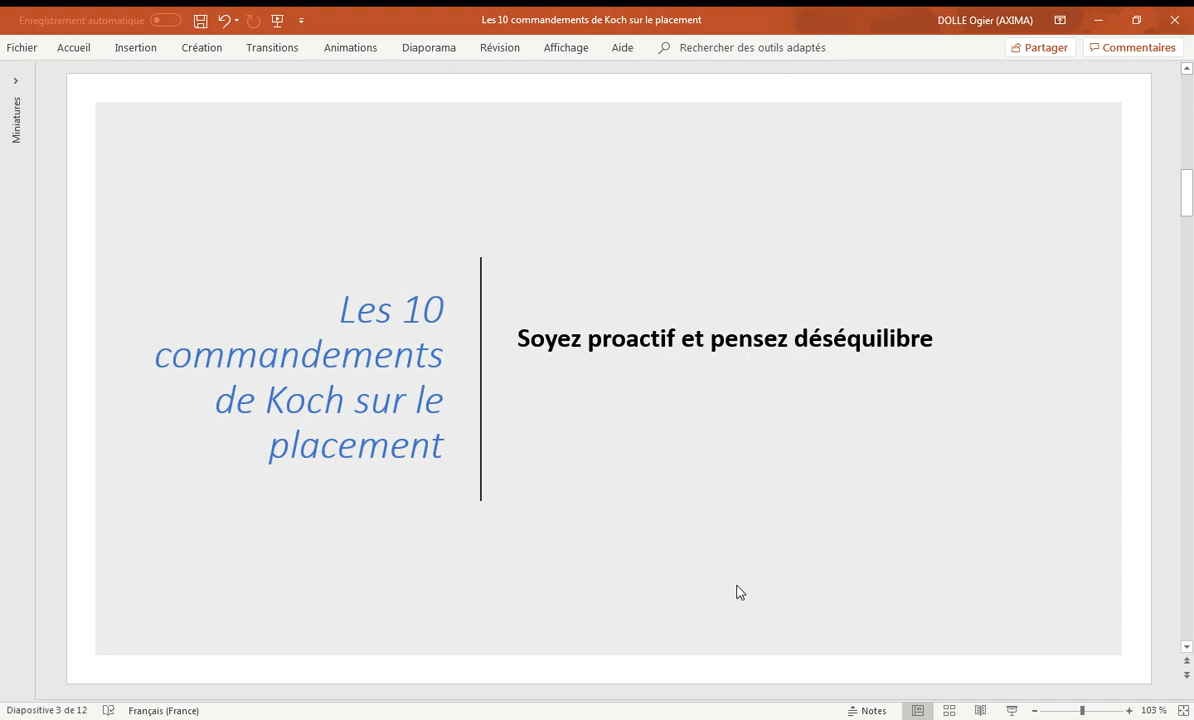 Enregistrement automatique
Les 10 commandements de Koch sur le placement
DOLLE Ogier (AXIMA)
Fichier Accueil Insertion Création Transitions Animations Diaporama Révision Affichage Aide Rechercher des outils adaptés Partager Commentaires
Miniatures
Les 10
commandements
de Koch sur le
placement
Soyez proactif et pensez déséquilibre
Diapositive 3 de 12 Français (France) Notes 103 %